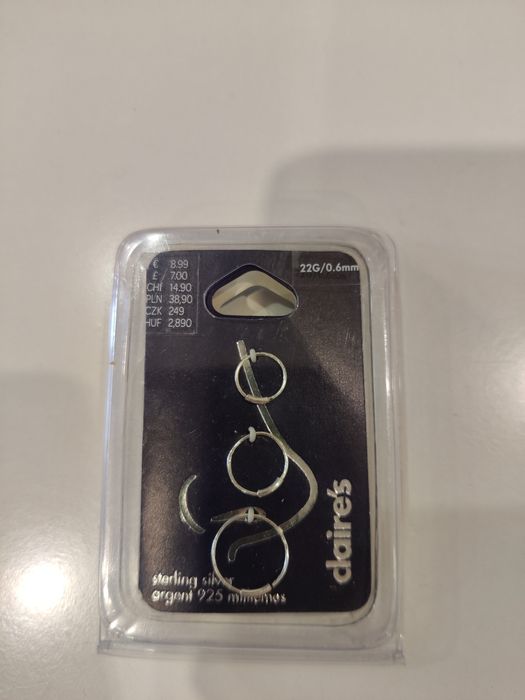 € 8.99
£ 7.00
CHF 14.90
PLN 38,90
CZK 249
HUF 2,890
22G/0.6mm
claire's
sterling silver
argent 925 millièmes